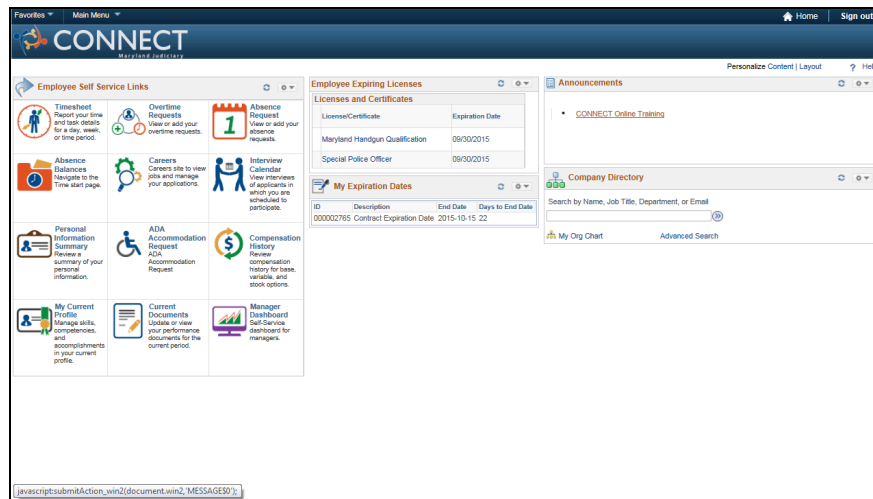 Favorites Main Menu
Home Sign out
CONNECT
Maryland Judiciary
Personalize Content | Layout ? Hel
Employee Self Service Links
Timesheet
Report your time
and task details
for a day, week,
or time period.
Overtime
Requests
View or add your
overtime requests.
1
Absence
Request
View or add your
absence
requests.
Absence
Balances
Navigate to the
Time start page.
Careers
Careers site to view
jobs and manage
your applications.
Interview
Calendar
View interviews
of applicants in
which you are
scheduled to
participate.
Personal
Information
Summary
Review a
summary of your
personal
information.
ADA
Accommodation
Request
ADA
Accommodation
Request
$
Compensation
History
Review
compensation
history for base,
variable, and
stock options.
My Current
Profile
Manage skills,
competencies,
and
accomplishments
in your current
profile.
Current
Documents
Update or view
your performance
documents for the
current period.
Manager
Dashboard
Self-Service
dashboard for
managers.
Employee Expiring Licenses
Licenses and Certificates
License/Certificate Expiration Date
Maryland Handgun Qualification 09/30/2015
Special Police Officer 09/30/2015
My Expiration Dates
ID Description End Date Days to End Date
000002765 Contract Expiration Date 2015-10-15 22
Announcements
• CONNECT Online Training
Company Directory
Search by Name, Job Title, Department, or Email
My Org Chart Advanced Search
javascript:submitAction_win2(document.win2,'MESSAGE$0');